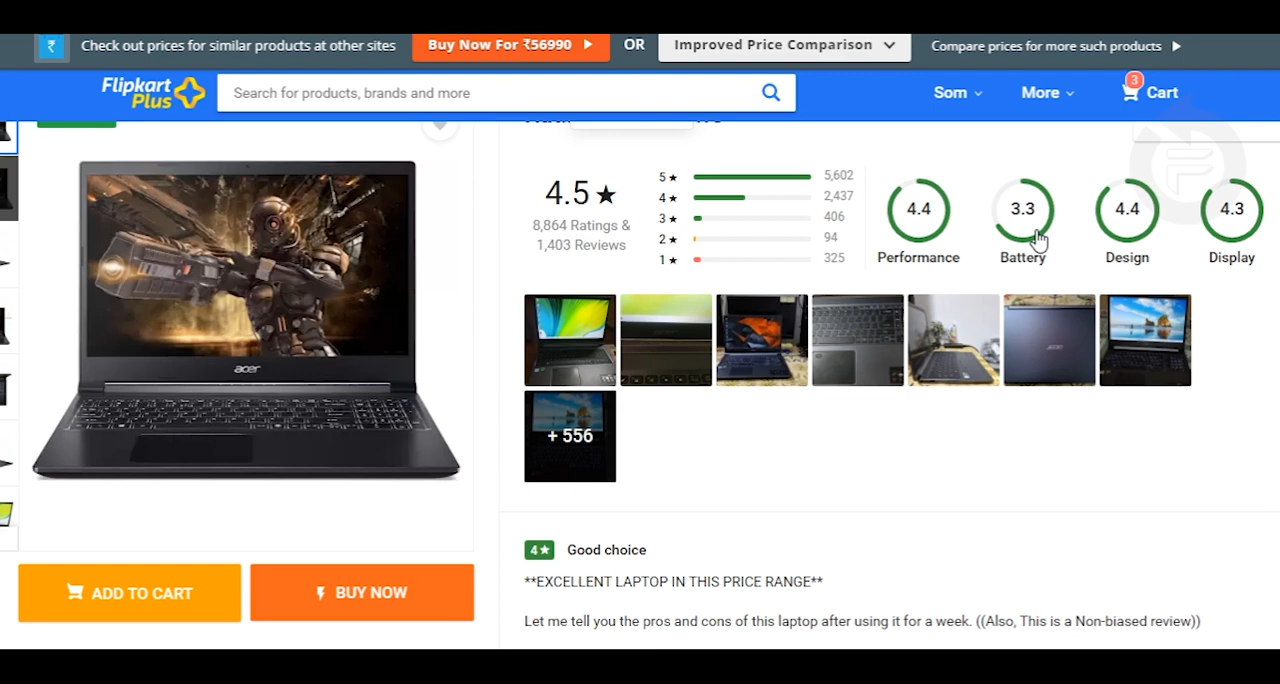 ₹ Check out prices for similar products at other sites Buy Now For ₹56990 ▶ OR Improved Price Comparison Compare prices for more such products ▶
Flipkart
Plus
Search for products, brands and more
Som More 3 Cart
acer
4.5★
8,864 Ratings &
1,403 Reviews
5★ 5,602
4★ 2,437
3★ 406
2★ 94
1★ 325
4.4 3.3 4.4 4.3
Performance Battery Design Display
+ 556
4★ Good choice
**EXCELLENT LAPTOP IN THIS PRICE RANGE**
Let me tell you the pros and cons of this laptop after using it for a week. ((Also, This is a Non-biased review))
ADD TO CART BUY NOW